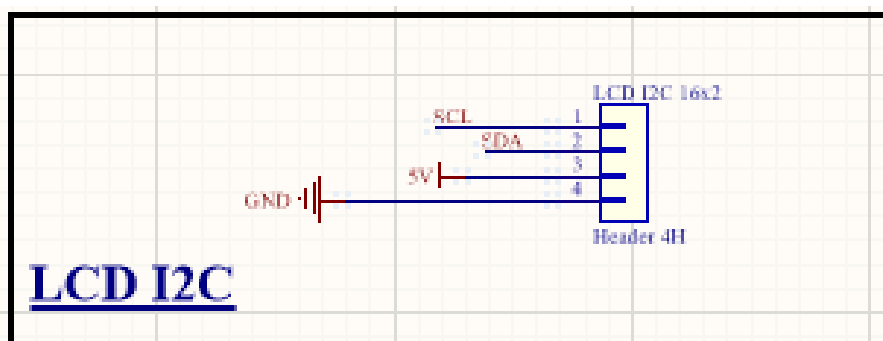 LCD I2C 16x2
SCL
1
SDA
2
3
5V
4
GND
Header 4H
LCD I2C